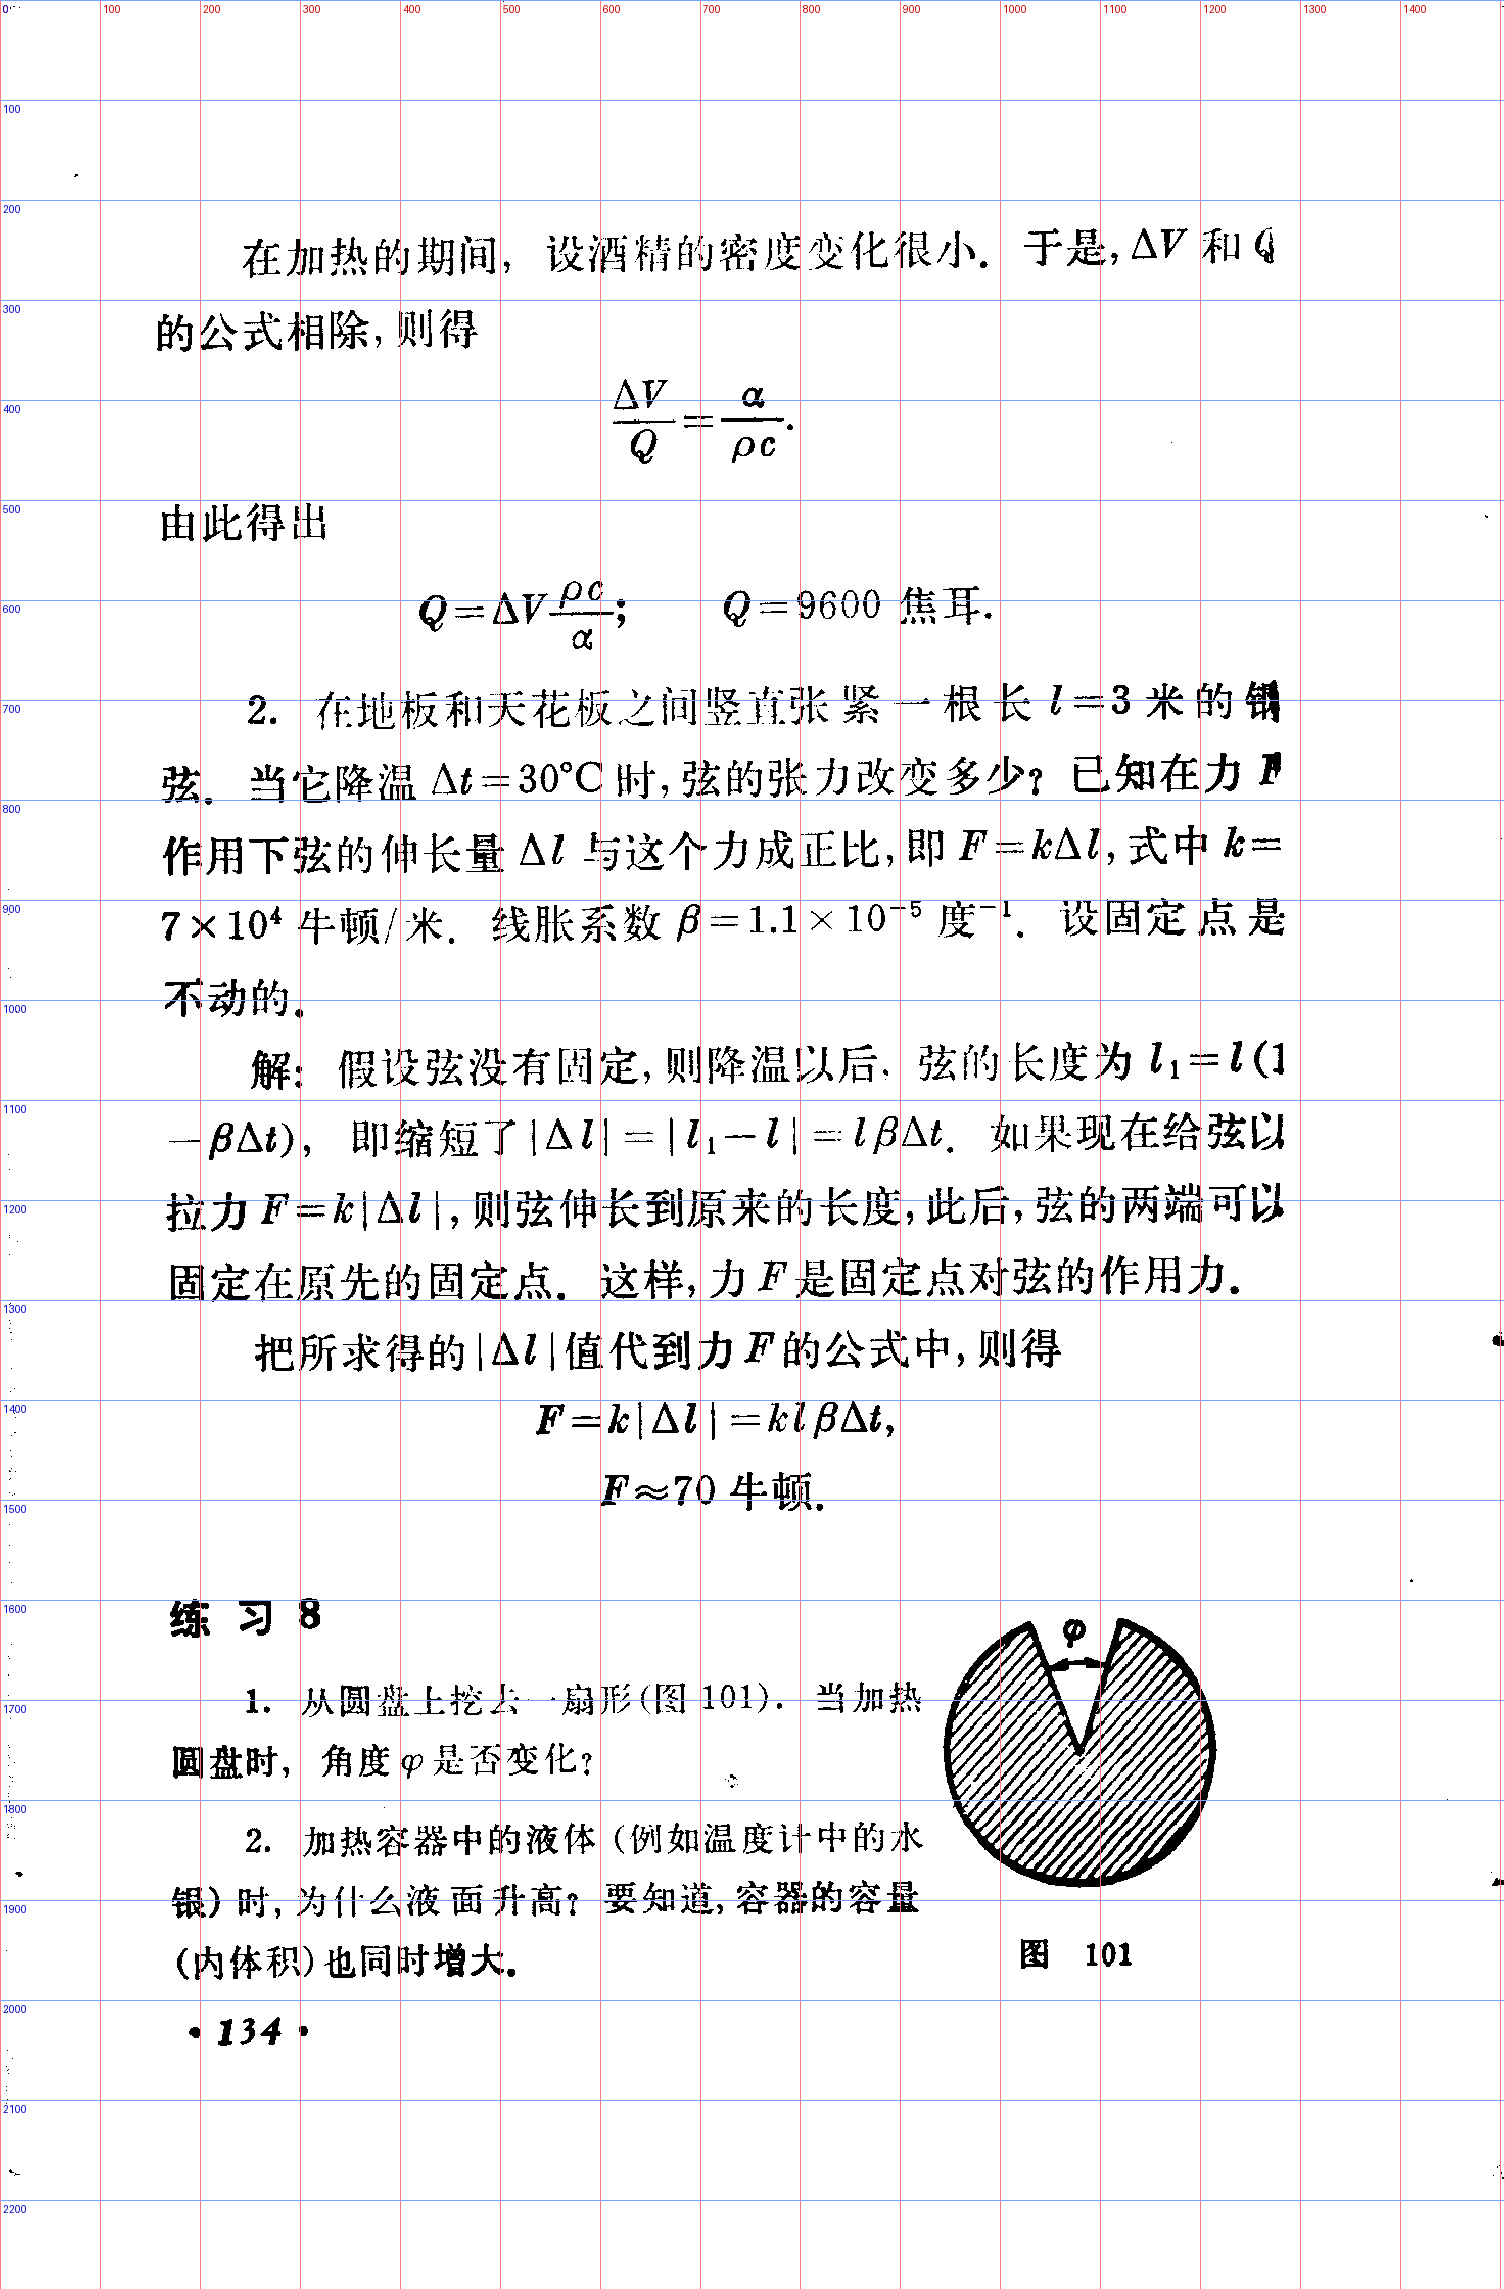 在加热的期间，设酒精的密度变化很小．于是，ΔV 和 Q
的公式相除，则得
ΔV/Q = α/ρc.
由此得出
Q=ΔV ρc/α;  Q=9600 焦耳．
2. 在地板和天花板之间竖直张紧一根长 l=3 米的钢
弦．当它降温 Δt=30℃ 时，弦的张力改变多少？已知在力 F
作用下弦的伸长量 Δl 与这个力成正比，即 F=kΔl，式中 k=
7×10⁴ 牛顿/米．线胀系数 β=1.1×10⁻⁵ 度⁻¹．设固定点是
不动的．
解：假设弦没有固定，则降温以后，弦的长度为 l₁=l(1
−βΔt)，即缩短了|Δl|=|l₁−l|=lβΔt．如果现在给弦以
拉力 F=k|Δl|，则弦伸长到原来的长度，此后，弦的两端可以
固定在原先的固定点．这样，力 F 是固定点对弦的作用力．
把所求得的|Δl|值代到力 F 的公式中，则得
F=k|Δl|=klβΔt,
F≈70 牛顿．
练习 8
1. 从圆盘上挖去一扇形(图 101)．当加热
圆盘时，角度 φ 是否变化？
2. 加热容器中的液体（例如温度计中的水
银）时，为什么液面升高？要知道，容器的容量
(内体积)也同时增大．
φ
图 101
• 134 •